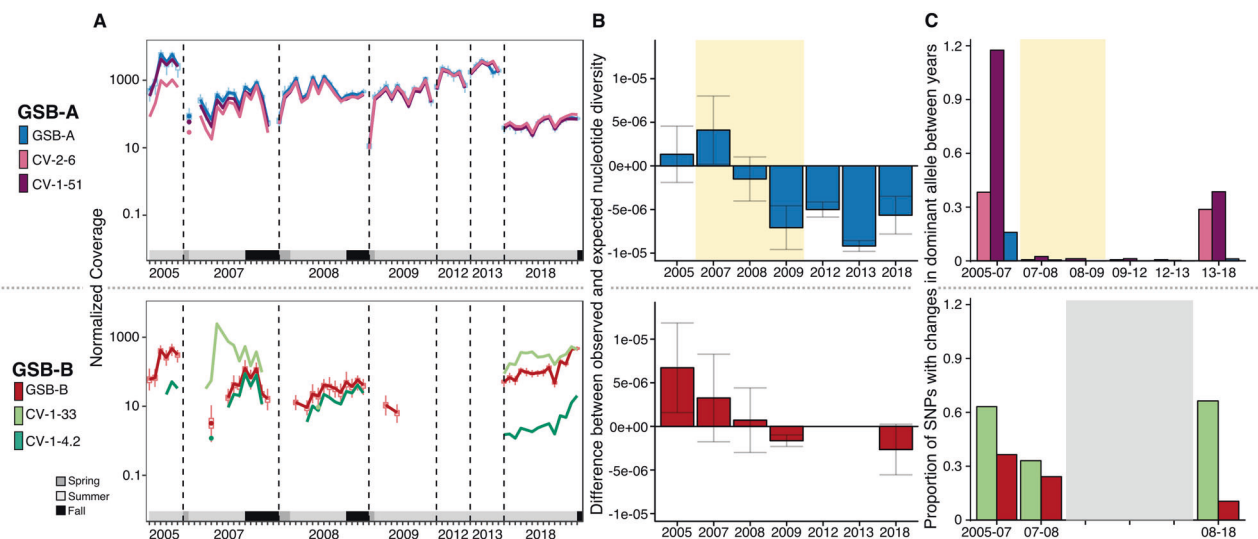 A
B
C
GSB-A
GSB-A
CV-2-6
CV-1-51
GSB-B
GSB-B
CV-1-33
CV-1-4.2
Spring
Summer
Fall
Normalized Coverage
1000
10
0.1
2005
2007
2008
2009
2012
2013
2018
1000
10
0.1
2005
2007
2008
2009
2012
2013
2018
Difference between observed and expected nucleotide diversity
1e-05
5e-06
0e+00
-5e-06
-1e-05
2005
2007
2008
2009
2012
2013
2018
1e-05
5e-06
0e+00
-5e-06
-1e-05
2005
2007
2008
2009
2012
2013
2018
Proportion of SNPs with changes in dominant allele between years
1.2
0.9
0.6
0.3
0
2005-07
07-08
08-09
09-12
12-13
13-18
1.2
0.9
0.6
0.3
0
2005-07
07-08
08-18